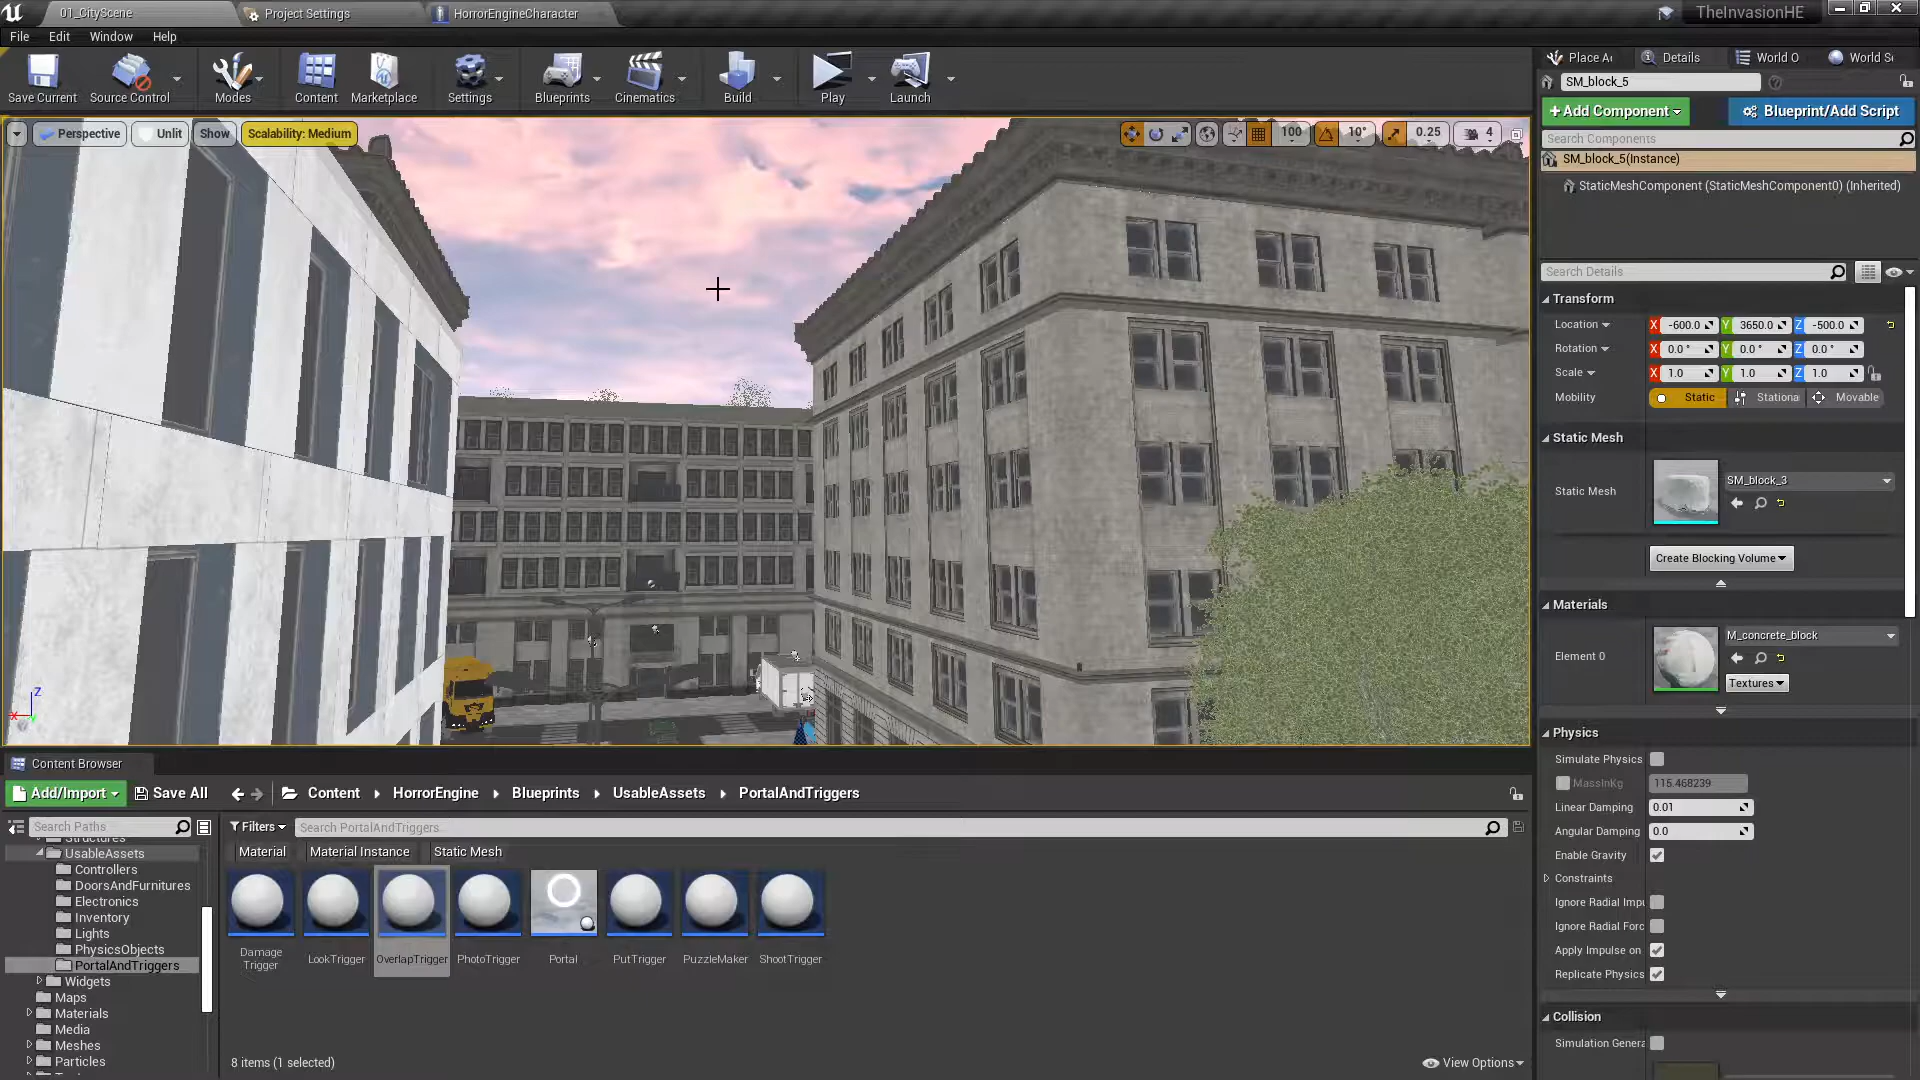 01_CityScene
Project Settings
HorrorEngineCharacter
TheInvasionHE
File Edit Window Help
Save Current
Source Control
Modes
Content
Marketplace
Settings
Blueprints
Cinematics
Build
Play
Launch
Perspective
Unlit
Show
Scalability: Medium
100
10°
0.25
4
Z
X
Y
Place Ac
Details
World O
World Se
SM_block_5
+Add Component
Blueprint/Add Script
Search Components
SM_block_5(Instance)
StaticMeshComponent (StaticMeshComponent0) (Inherited)
Search Details
Transform
Location X -600.0 Y 3650.0 Z -500.0
Rotation X 0.0 ° Y 0.0 ° Z 0.0 °
Scale X 1.0 Y 1.0 Z 1.0
Mobility Static Stationa Movable
Static Mesh
Static Mesh SM_block_3
Create Blocking Volume
Materials
Element 0 M_concrete_block
Textures
Physics
Simulate Physics
MassInKg 115.468239
Linear Damping 0.01
Angular Damping 0.0
Enable Gravity
Constraints
Ignore Radial Impu
Ignore Radial Forc
Apply Impulse on
Replicate Physics
Collision
Simulation Genera
Content Browser
Add/Import Save All Content HorrorEngine Blueprints UsableAssets PortalAndTriggers
Search Paths
Filters Search PortalAndTriggers
Material Material Instance Static Mesh
Structures
UsableAssets
Controllers
DoorsAndFurnitures
Electronics
Inventory
Lights
PhysicsObjects
PortalAndTriggers
Widgets
Maps
Materials
Media
Meshes
Particles
Damage Trigger
LookTrigger
OverlapTrigger
PhotoTrigger
Portal
PutTrigger
PuzzleMaker
ShootTrigger
8 items (1 selected)
View Options